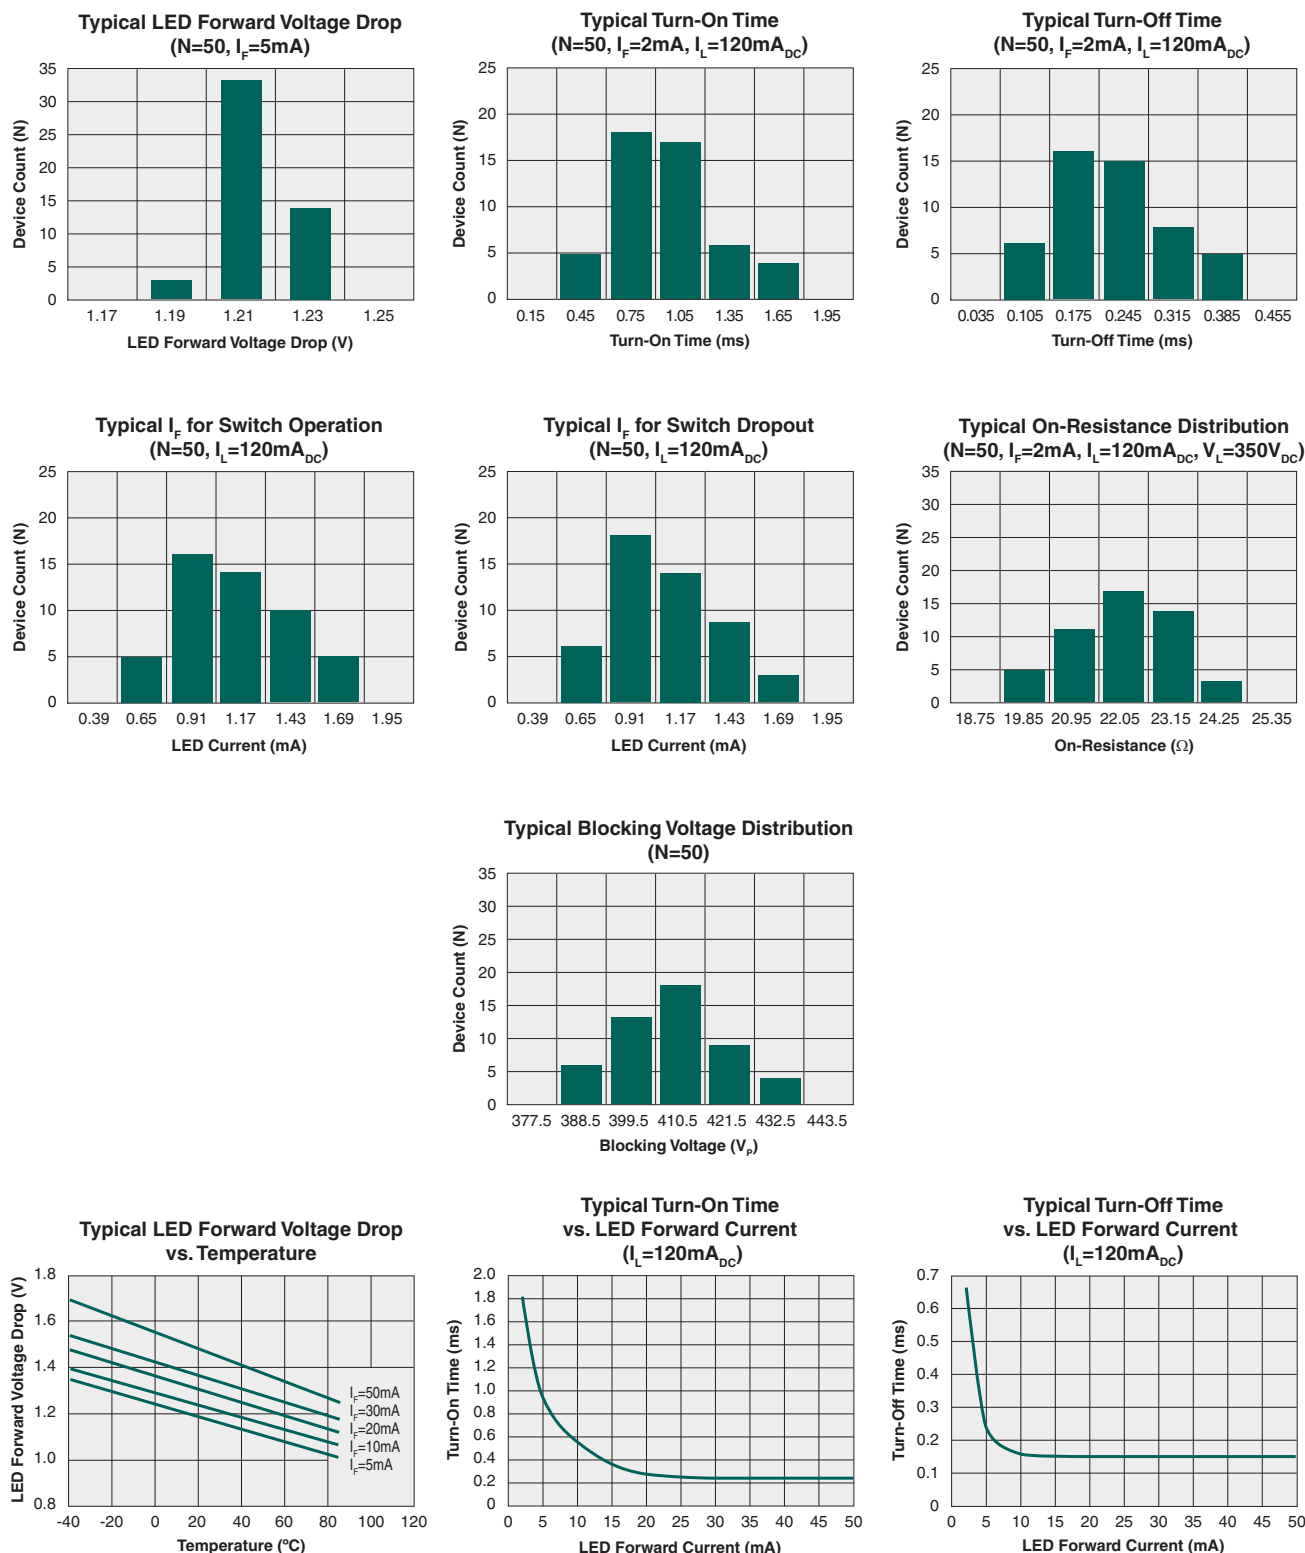 Typical LED Forward Voltage Drop
(N=50, IF=5mA)
35
30
25
20
15
10
5
0
Device Count (N)
1.17 1.19 1.21 1.23 1.25
LED Forward Voltage Drop (V)
Typical Turn-On Time
(N=50, IF=2mA, IL=120mADC)
25
20
15
10
5
0
Device Count (N)
0.15 0.45 0.75 1.05 1.35 1.65 1.95
Turn-On Time (ms)
Typical Turn-Off Time
(N=50, IF=2mA, IL=120mADC)
25
20
15
10
5
0
Device Count (N)
0.035 0.105 0.175 0.245 0.315 0.385 0.455
Turn-Off Time (ms)
Typical IF for Switch Operation
(N=50, IL=120mADC)
25
20
15
10
5
0
Device Count (N)
0.39 0.65 0.91 1.17 1.43 1.69 1.95
LED Current (mA)
Typical IF for Switch Dropout
(N=50, IL=120mADC)
25
20
15
10
5
0
Device Count (N)
0.39 0.65 0.91 1.17 1.43 1.69 1.95
LED Current (mA)
Typical On-Resistance Distribution
(N=50, IF=2mA, IL=120mADC, VL=350VDC)
35
30
25
20
15
10
5
0
Device Count (N)
18.75 19.85 20.95 22.05 23.15 24.25 25.35
On-Resistance (Ω)
Typical Blocking Voltage Distribution
(N=50)
35
30
25
20
15
10
5
0
Device Count (N)
377.5 388.5 399.5 410.5 421.5 432.5 443.5
Blocking Voltage (VP)
Typical LED Forward Voltage Drop
vs. Temperature
1.8
1.6
1.4
1.2
1.0
0.8
LED Forward Voltage Drop (V)
IF=50mA
IF=30mA
IF=20mA
IF=10mA
IF=5mA
-40 -20 0 20 40 60 80 100 120
Temperature (ºC)
Typical Turn-On Time
vs. LED Forward Current
(IL=120mADC)
2.0
1.8
1.6
1.4
1.2
1.0
0.8
0.6
0.4
0.2
0
Turn-On Time (ms)
0 5 10 15 20 25 30 35 40 45 50
LED Forward Current (mA)
Typical Turn-Off Time
vs. LED Forward Current
(IL=120mADC)
0.7
0.6
0.5
0.4
0.3
0.2
0.1
0
Turn-Off Time (ms)
0 5 10 15 20 25 30 35 40 45 50
LED Forward Current (mA)